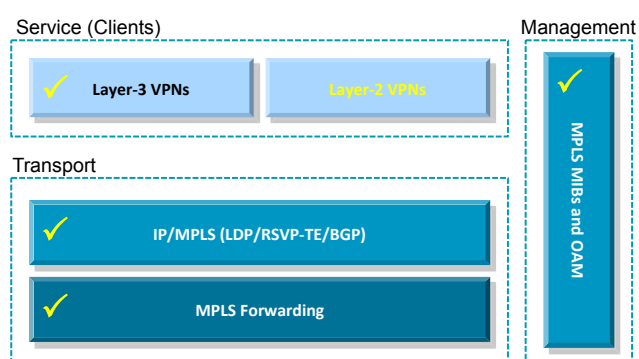 Service (Clients)
Management
Layer-3 VPNs
Layer-2 VPNs
MPLS MIBs and OAM
Transport
IP/MPLS (LDP/RSVP-TE/BGP)
MPLS Forwarding